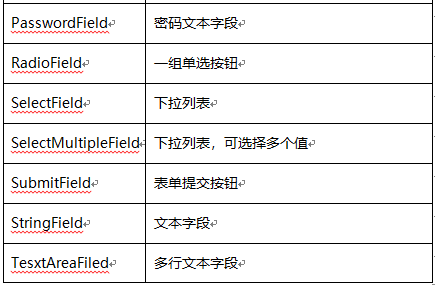 PasswordField 密码文本字段
RadioField 一组单选按钮
SelectField 下拉列表
SelectMultipleField 下拉列表，可选择多个值
SubmitField 表单提交按钮
StringField 文本字段
TesxtAreaFiled 多行文本字段